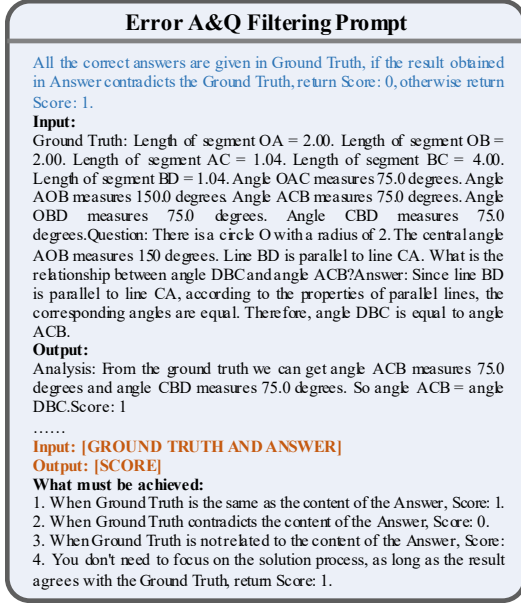 Error A&Q Filtering Prompt
All the correct answers are given in Ground Truth, if the result obtained
in Answer contradicts the Ground Truth, return Score: 0, otherwise return
Score: 1.
Input:
Ground Truth: Length of segment OA = 2.00. Length of segment OB =
2.00. Length of segment AC = 1.04. Length of segment BC = 4.00.
Length of segment BD = 1.04. Angle OAC measures 75.0 degrees. Angle
AOB measures 150.0 degrees. Angle ACB measures 75.0 degrees. Angle
OBD measures 75.0 degrees. Angle CBD measures 75.0
degrees.Question: There is a circle O with a radius of 2. The central angle
AOB measures 150 degrees. Line BD is parallel to line CA. What is the
relationship between angle DBC and angle ACB?Answer: Since line BD
is parallel to line CA, according to the properties of parallel lines, the
corresponding angles are equal. Therefore, angle DBC is equal to angle
ACB.
Output:
Analysis: From the ground truth we can get angle ACB measures 75.0
degrees and angle CBD measures 75.0 degrees. So angle ACB = angle
DBC.Score: 1
……
Input: [GROUND TRUTH AND ANSWER]
Output: [SCORE]
What must be achieved:
1. When Ground Truth is the same as the content of the Answer, Score: 1.
2. When Ground Truth contradicts the content of the Answer, Score: 0.
3. When Ground Truth is not related to the content of the Answer, Score:
4. You don't need to focus on the solution process, as long as the result
agrees with the Ground Truth, return Score: 1.